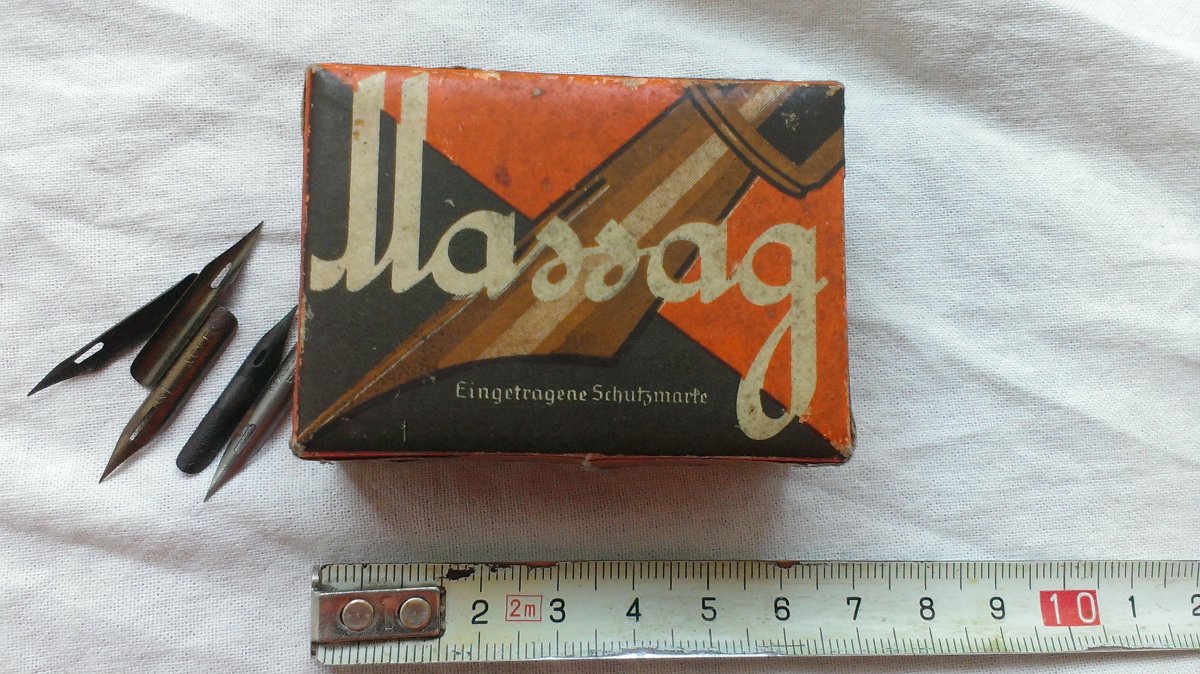 Massag
Eingetragene Schutzmarke
2 2m 3 4 5 6 7 8 9 10 1 2